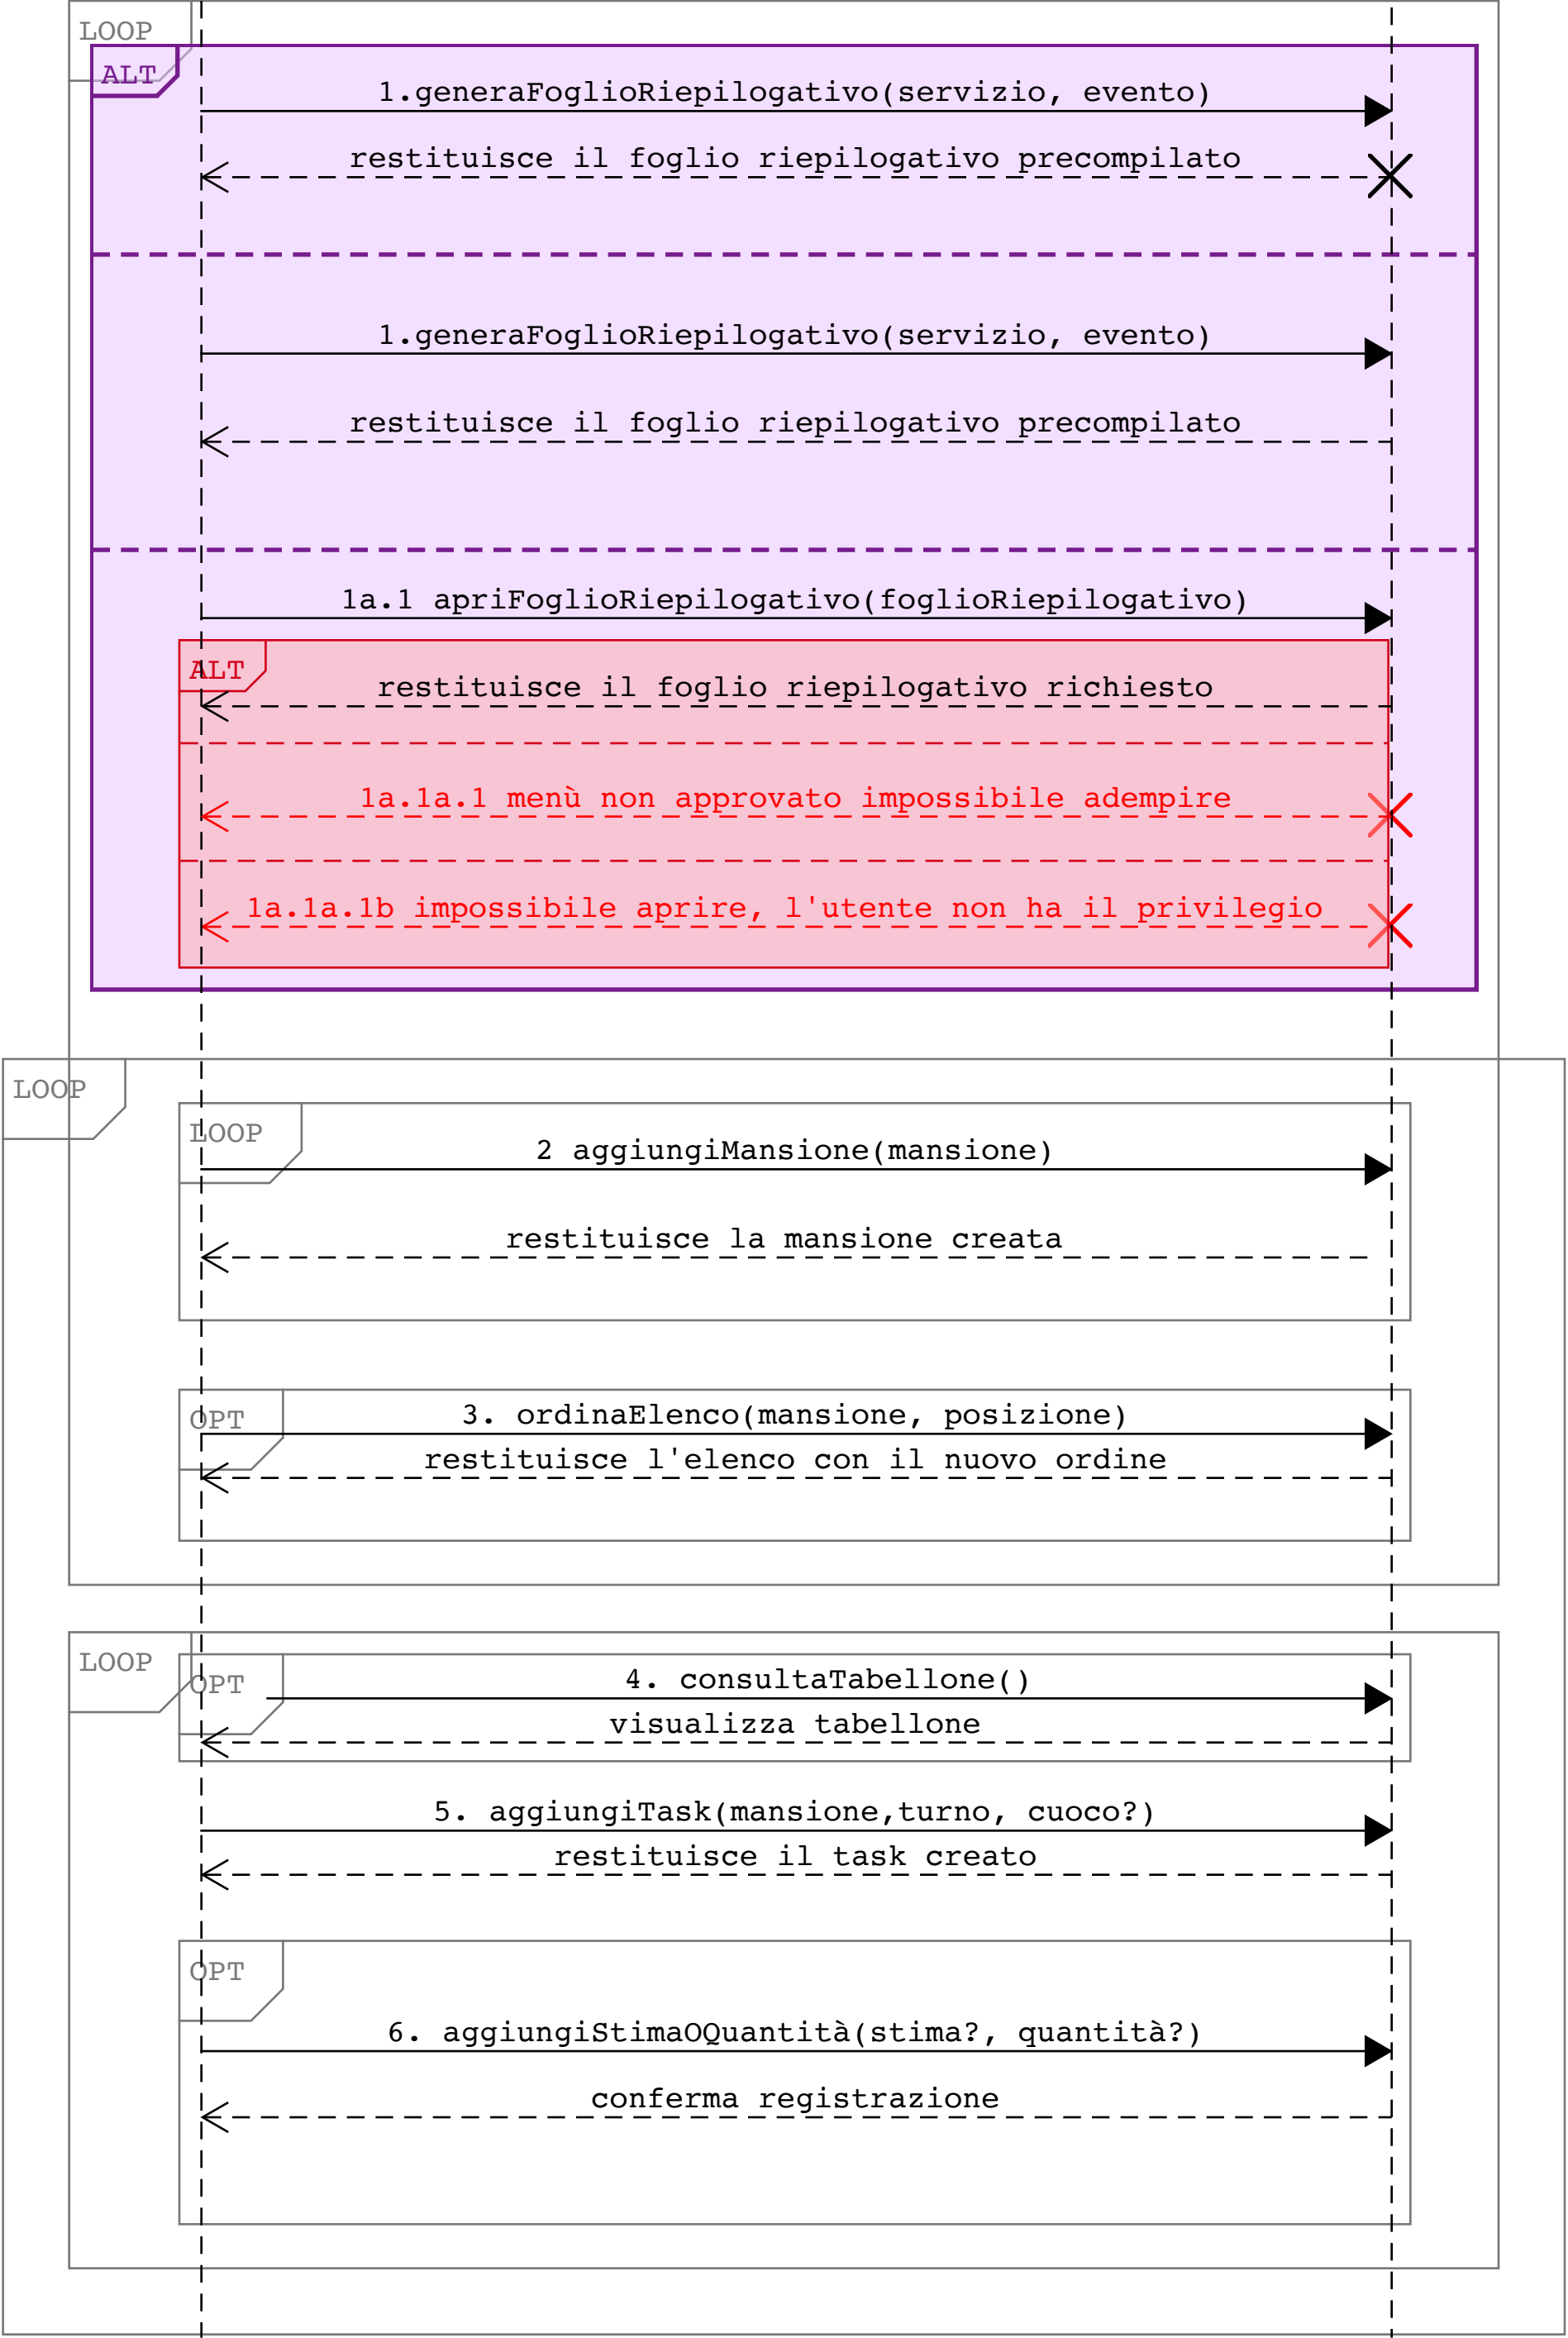 LOOP
ALT
1.generaFoglioRiepilogativo(servizio, evento)
restituisce il foglio riepilogativo precompilato
1.generaFoglioRiepilogativo(servizio, evento)
restituisce il foglio riepilogativo precompilato
1a.1 apriFoglioRiepilogativo(foglioRiepilogativo)
ALT
restituisce il foglio riepilogativo richiesto
1a.1a.1 menù non approvato impossibile adempire
1a.1a.1b impossibile aprire, l'utente non ha il privilegio
LOOP
LOOP
2 aggiungiMansione(mansione)
restituisce la mansione creata
OPT
3. ordinaElenco(mansione, posizione)
restituisce l'elenco con il nuovo ordine
LOOP
OPT
4. consultaTabellone()
visualizza tabellone
5. aggiungiTask(mansione,turno, cuoco?)
restituisce il task creato
OPT
6. aggiungiStimaOQuantità(stima?, quantità?)
conferma registrazione